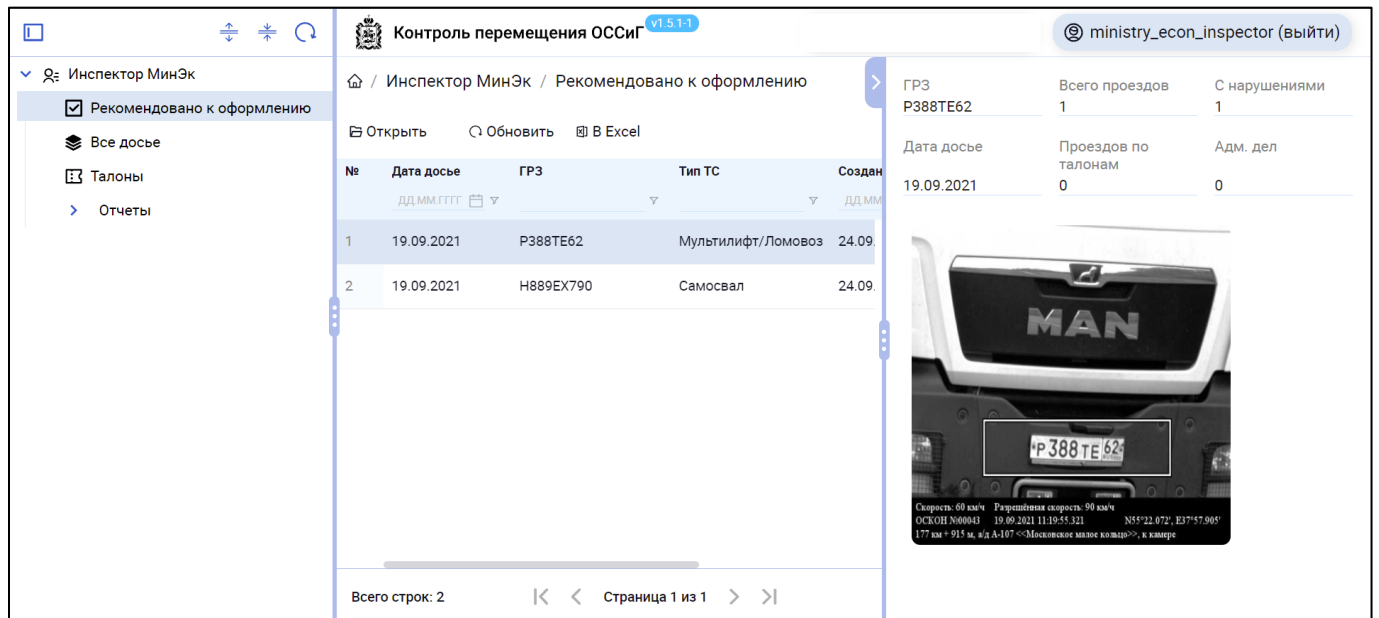 Контроль перемещения ОССиГ v1.5.1-1
ministry_econ_inspector (выйти)
Инспектор МинЭк
Рекомендовано к оформлению
Все досье
Талоны
Отчеты
/ Инспектор МинЭк / Рекомендовано к оформлению
Открыть Обновить В Excel
№ Дата досье ГРЗ Тип ТС Создан
ДД.ММ.ГГГГ ДД.ММ
1 19.09.2021 Р388ТЕ62 Мультилифт/Ломовоз 24.09.
2 19.09.2021 Н889ЕХ790 Самосвал 24.09.
Всего строк: 2 Страница 1 из 1
ГРЗ Всего проездов С нарушениями
Р388ТЕ62 1 1
Дата досье Проездов по талонам Адм. дел
19.09.2021 0 0
MAN
Р388ТЕ 62
Скорость: 60 км/ч Разрешённая скорость: 90 км/ч
ОСКОН №00043 19.09.2021 11:19:55.321 N55°22.072', E37°57.905'
177 км + 915 м, а/д А-107 <<Московское малое кольцо>>, к камере